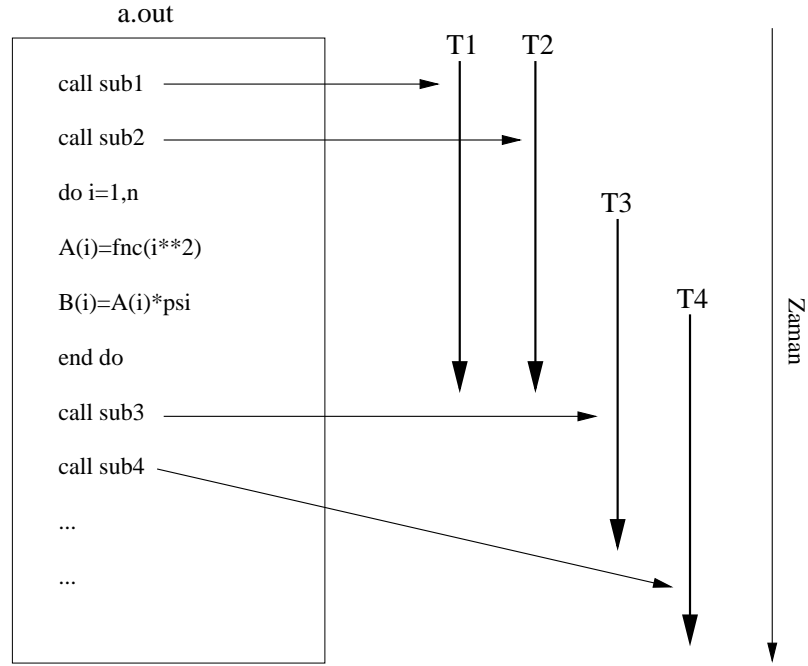 a.out
T1
T2
call sub1
call sub2
do i=1,n
T3
A(i)=fnc(i**2)
B(i)=A(i)*psi
T4
Zaman
end do
call sub3
call sub4
...
...